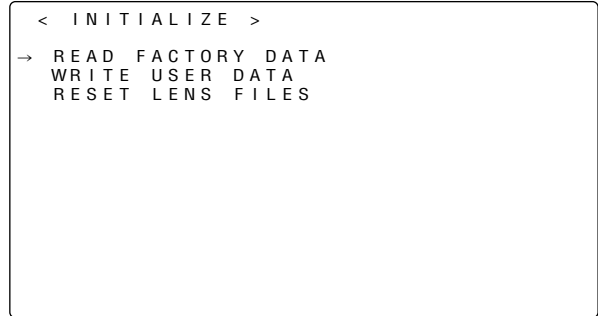 < INITIALIZE >
→ READ FACTORY DATA
WRITE USER DATA
RESET LENS FILES